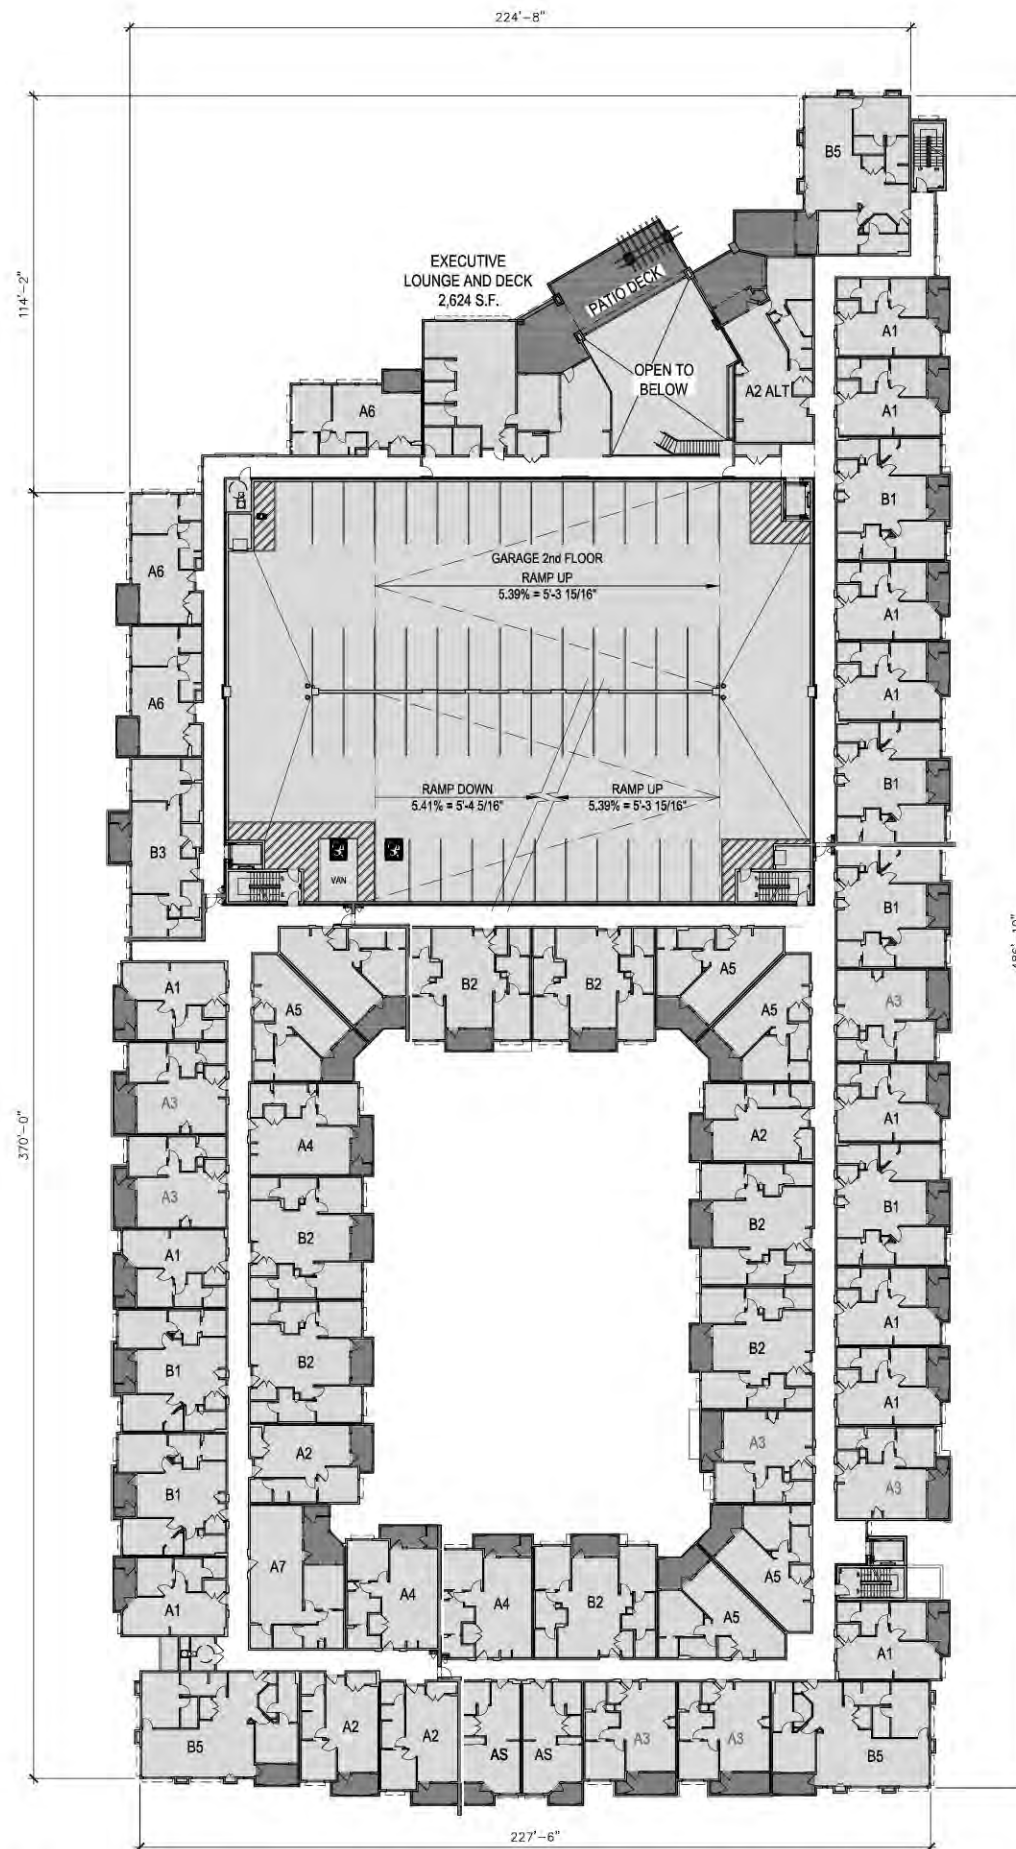 224'-8"
B5
114'-2"
EXECUTIVE
LOUNGE AND DECK
2,624 S.F.
PATIO DECK
A1
OPEN TO
BELOW
A2 ALT
A6
A1
B1
GARAGE 2nd FLOOR
RAMP UP
5.39% = 5'-3 15/16"
A6
A1
A6
A1
B1
RAMP DOWN
5.41% = 5'-4 5/16"
RAMP UP
5.39% = 5'-3 15/16"
B3
VAN
B1
486'-10"
A5
A5
B2
B2
A5
A1
A3
A3
370'-0"
A1
A4
A2
A3
B2
B2
B1
A1
B1
B2
B2
A1
A1
A2
A3
B1
A3
A7
A4
A4
B2
A5
A5
A1
A1
B5
A2
A2
AS
AS
A3
A3
B5
227'-6"